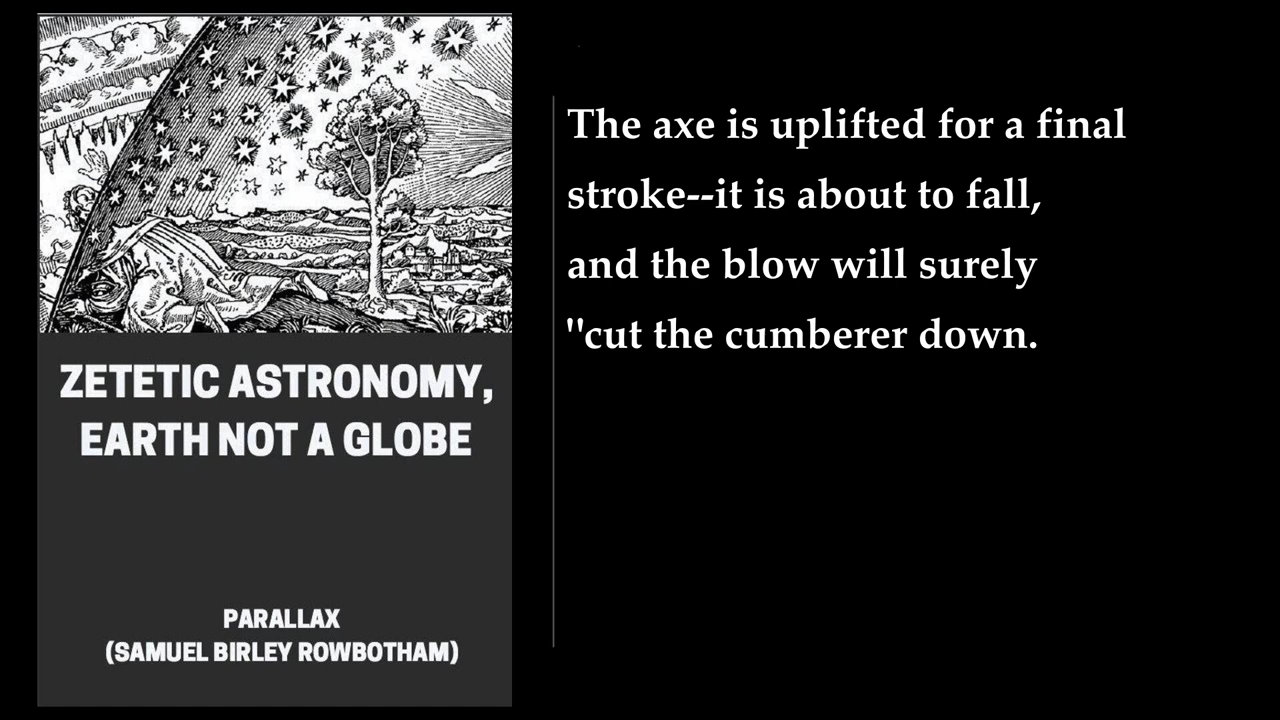 ZETETIC ASTRONOMY,
EARTH NOT A GLOBE
PARALLAX
(SAMUEL BIRLEY ROWBOTHAM)
The axe is uplifted for a final
stroke--it is about to fall,
and the blow will surely
"cut the cumberer down.